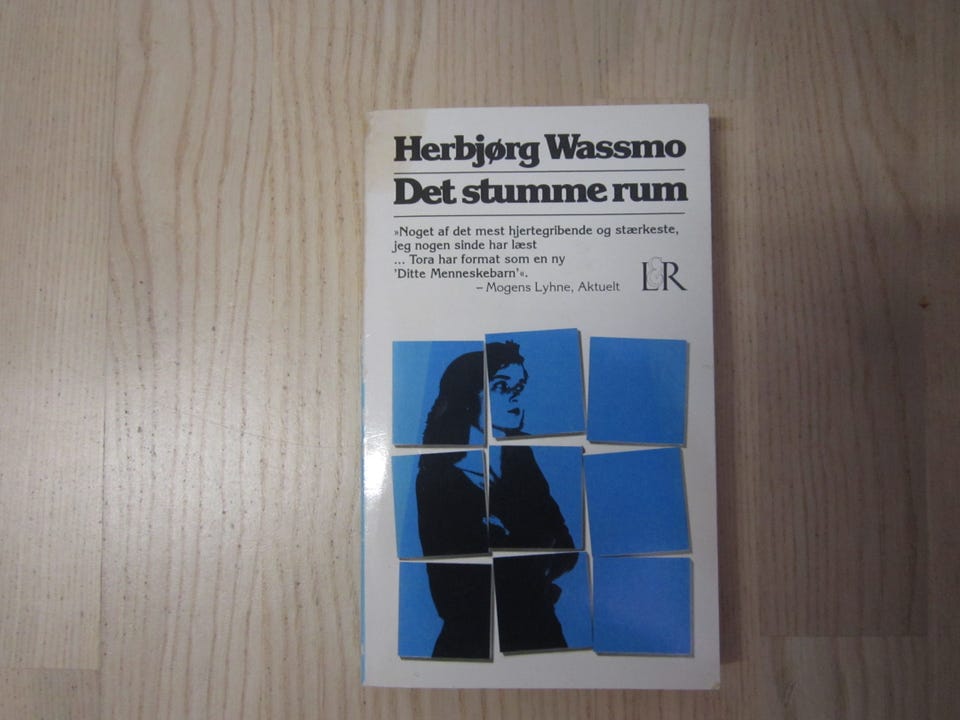 Herbjørg Wassmo
Det stumme rum
»Noget af det mest hjertegribende og stærkeste,
jeg nogen sinde har læst
... Tora har format som en ny
'Ditte Menneskebarn'«.
– Mogens Lyhne, Aktuelt
L&R